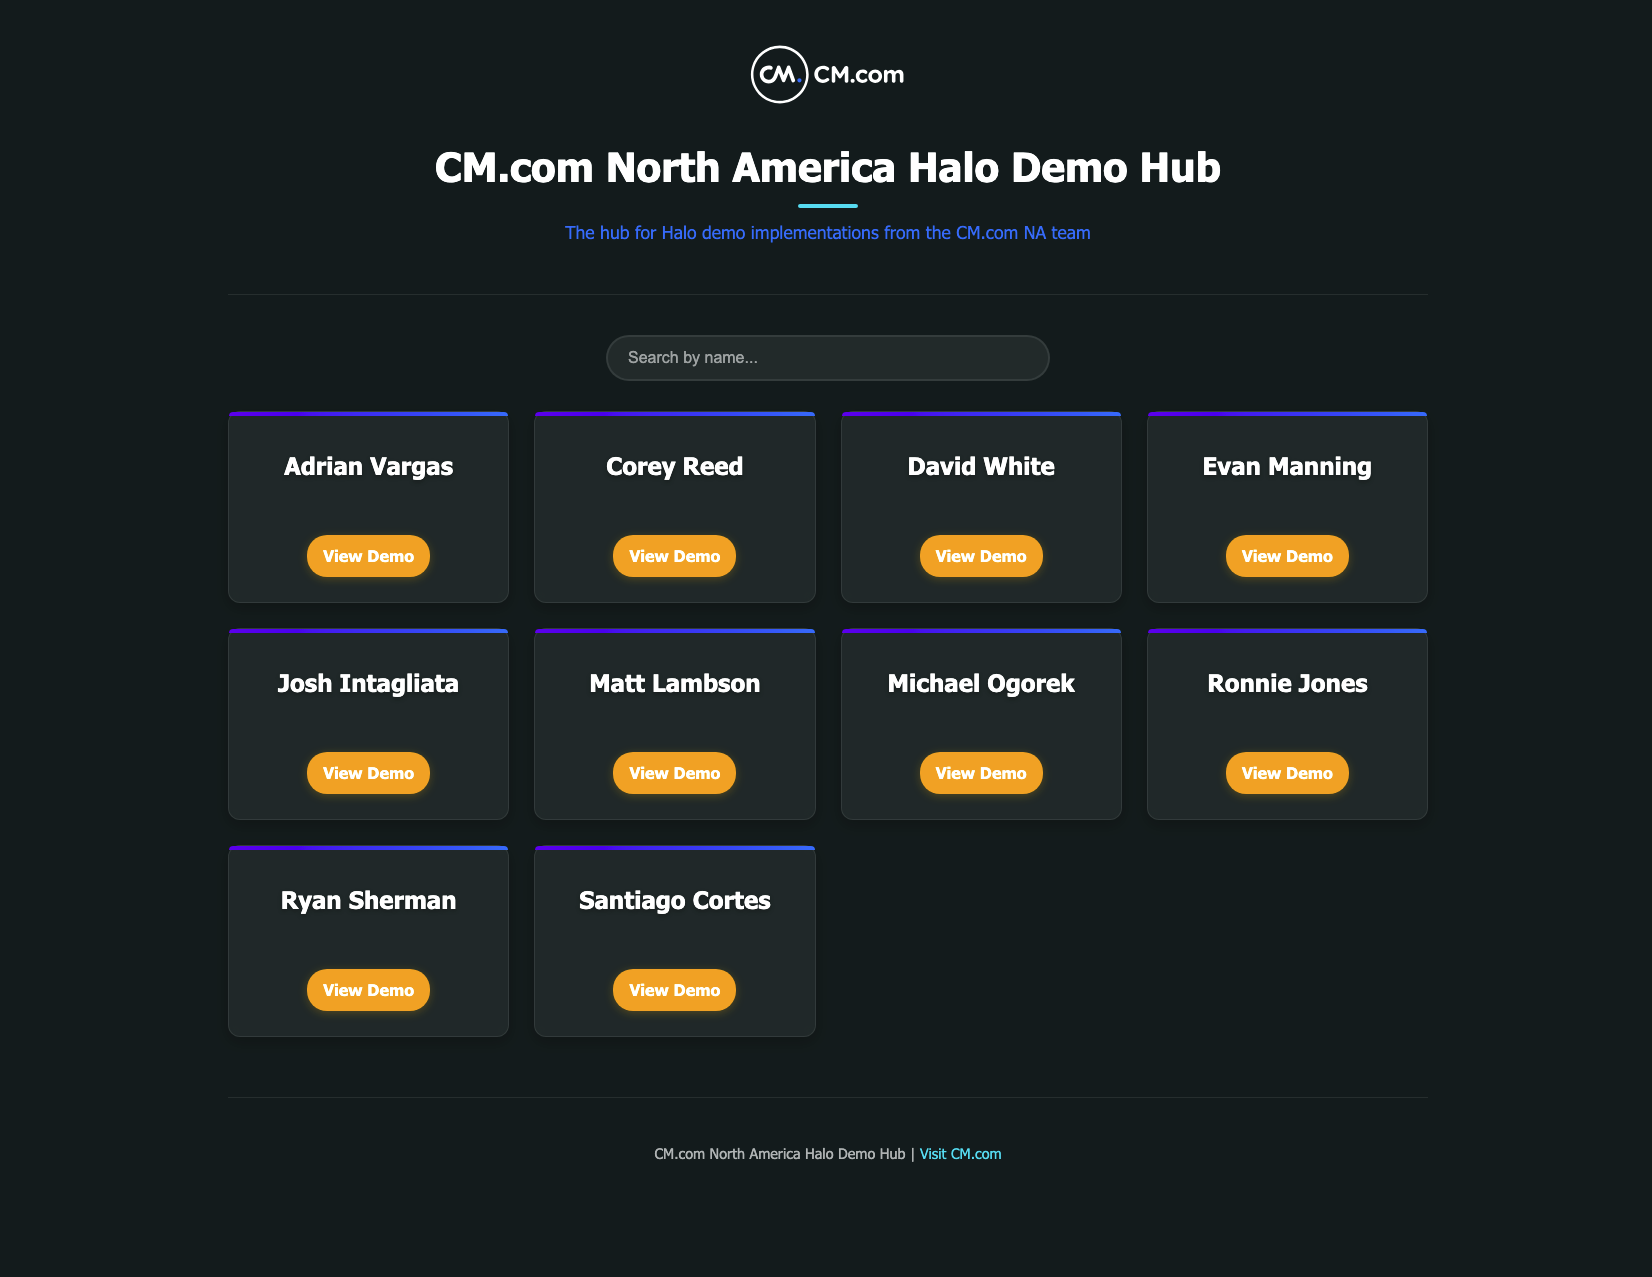 CM. CM.com
CM.com North America Halo Demo Hub
The hub for Halo demo implementations from the CM.com NA team
Search by name...
Adrian Vargas
Corey Reed
David White
Evan Manning
View Demo
View Demo
View Demo
View Demo
Josh Intagliata
Matt Lambson
Michael Ogorek
Ronnie Jones
View Demo
View Demo
View Demo
View Demo
Ryan Sherman
Santiago Cortes
View Demo
View Demo
CM.com North America Halo Demo Hub | Visit CM.com